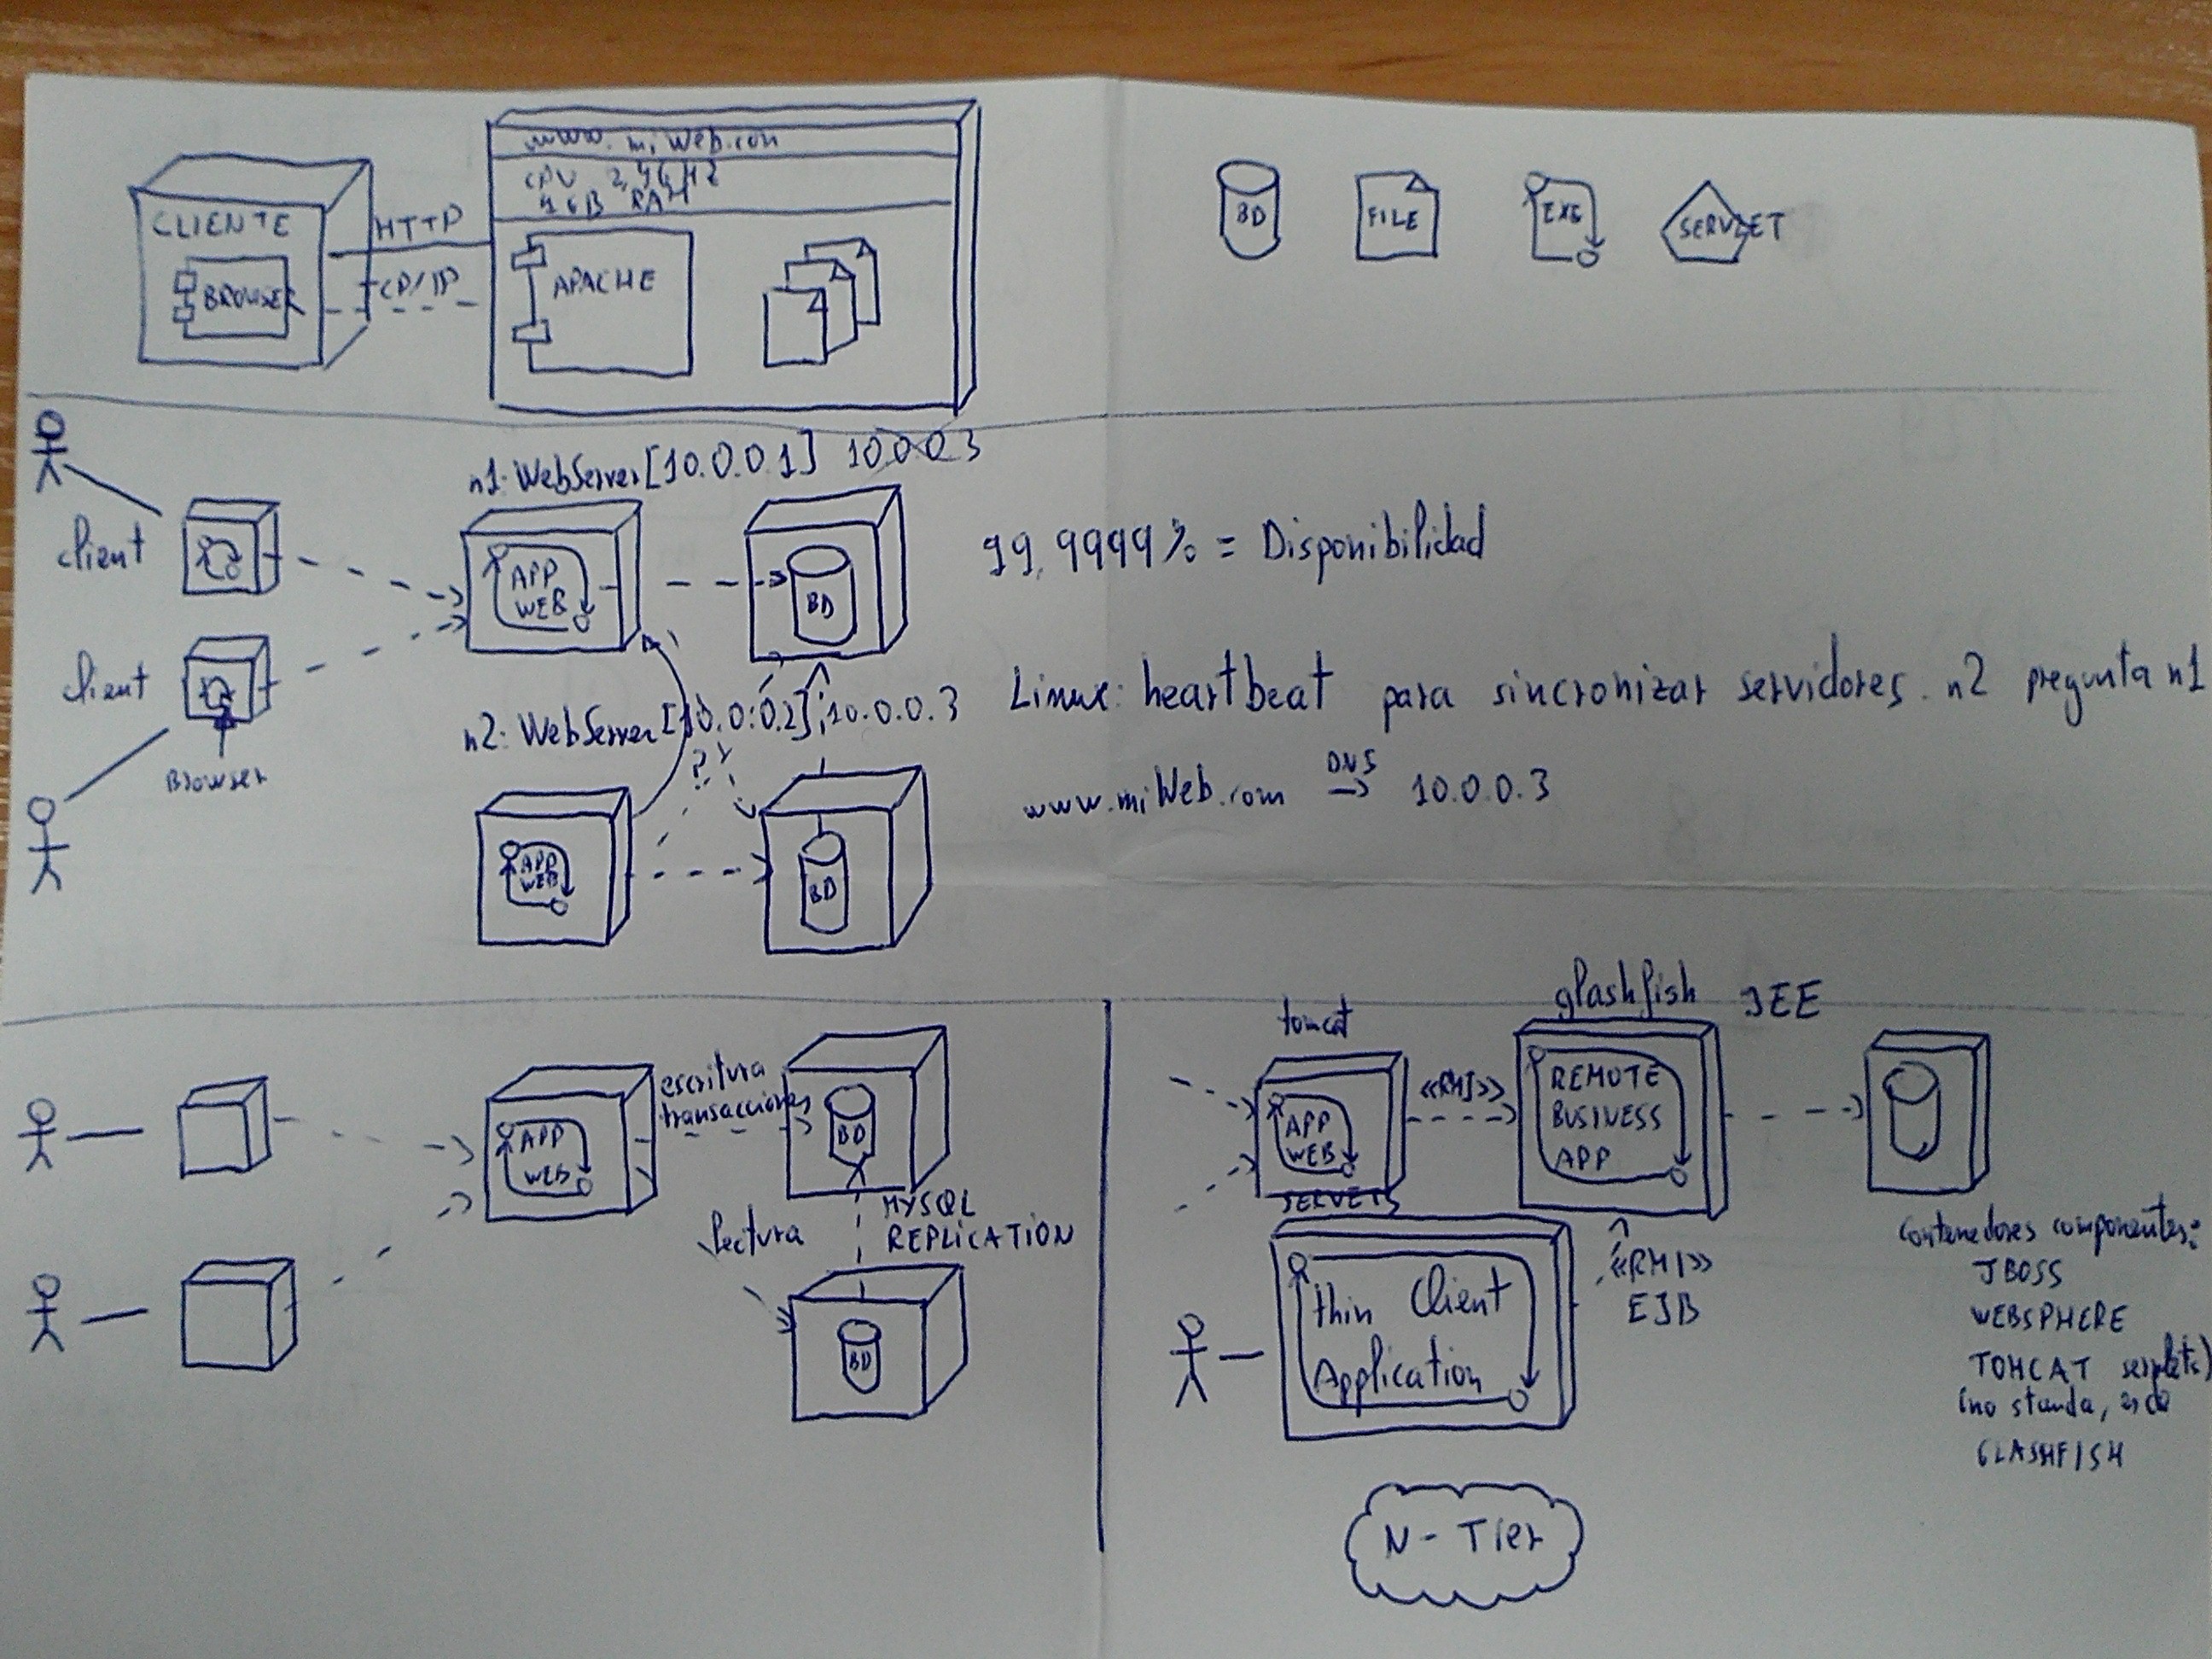 www.miWeb.com
CPU 2,4GHZ
1GB RAM
CLIENTE
BROWSER
HTTP
TCP/IP
APACHE
BD
FILE
EXE
SERVLET
n1: WebServer[10.0.0.1] 10.0.0.3
client
APP
WEB
BD
99,9999% = Disponibilidad
client
Browser
n2: WebServer[10.0.0.2], 10.0.0.3
?
Linux: heartbeat para sincronizar servidores. n2 pregunta n1
www.miWeb.com DNS → 10.0.0.3
APP
WEB
BD
APP
WEB
escritura
transacciones
BD
lectura
MYSQL
REPLICATION
BD
tomcat
glashfish JEE
APP
WEB
SERVETS
«RMI»
REMOTE
BUSINESS
APP
thin Client
Application
«RMI»
EJB
Contenedores componentes:
JBOSS
WEBSPHERE
TOMCAT servlets)
(no standa,
GLASHFISH
N-Tier